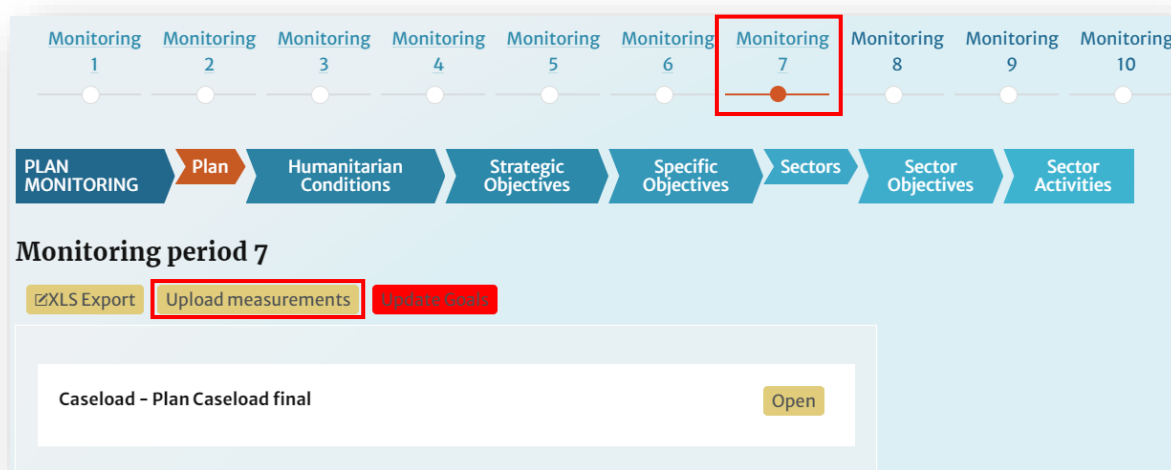 Monitoring Monitoring Monitoring Monitoring Monitoring Monitoring Monitoring Monitoring Monitoring Monitoring
1 2 3 4 5 6 7 8 9 10
PLAN MONITORING
Plan
Humanitarian
Conditions
Strategic
Objectives
Specific
Objectives
Sectors
Sector
Objectives
Sector
Activities
Monitoring period 7
XLS Export Upload measurements Update Goals
Caseload - Plan Caseload final Open